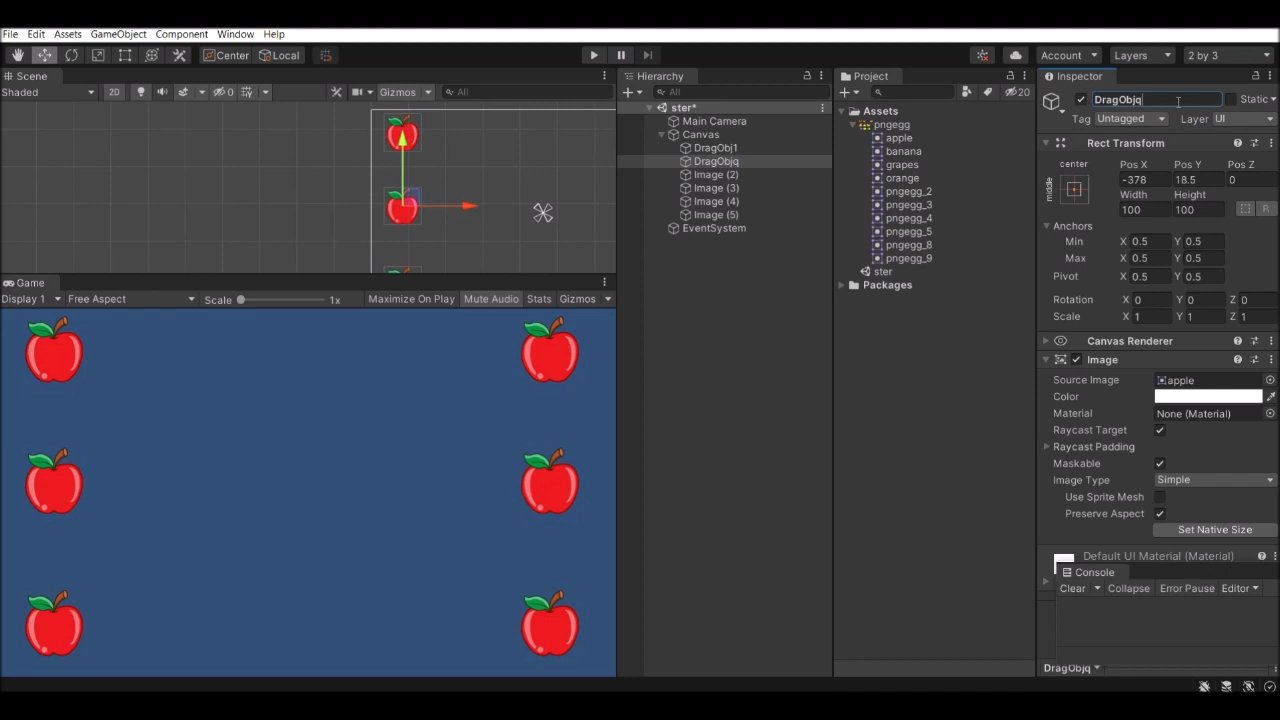 File Edit Assets GameObject Component Window Help
Center Local Account Layers 2 by 3
Scene
Shaded 2D 0 Gizmos All
Hierarchy
All
ster*
Main Camera
Canvas
DragObj1
DragObjq
Image (2)
Image (3)
Image (4)
Image (5)
EventSystem
Project
20
Assets
pngegg
apple
banana
grapes
orange
pngegg_2
pngegg_3
pngegg_4
pngegg_5
pngegg_8
pngegg_9
ster
Packages
Game
Display 1 Free Aspect Scale 1x Maximize On Play Mute Audio Stats Gizmos
Inspector
DragObjq Static
Tag Untagged Layer UI
Rect Transform
center
middle
Pos X Pos Y Pos Z
-378 18.5 0
Width Height
100 100 R
Anchors
Min X 0.5 Y 0.5
Max X 0.5 Y 0.5
Pivot X 0.5 Y 0.5
Rotation X 0 Y 0 Z 0
Scale X 1 Y 1 Z 1
Canvas Renderer
Image
Source Image apple
Color
Material None (Material)
Raycast Target
Raycast Padding
Maskable
Image Type Simple
Use Sprite Mesh
Preserve Aspect
Set Native Size
Default UI Material (Material)
Console
Clear Collapse Error Pause Editor
DragObjq